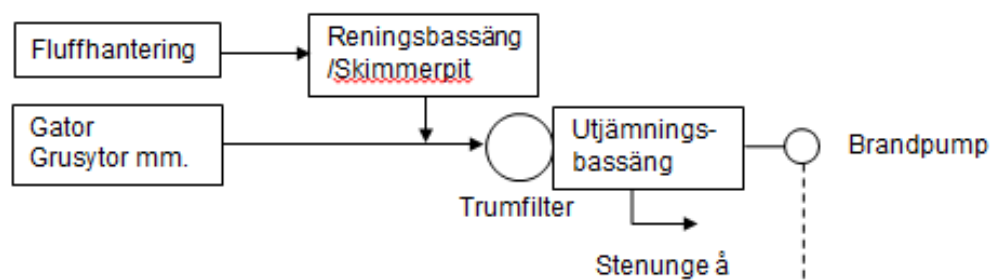 Fluffhantering
Reningsbassäng
/Skimmerpit
Gator
Grusytor mm.
Trumfilter
Utjämnings-
bassäng
Brandpump
Stenunge å